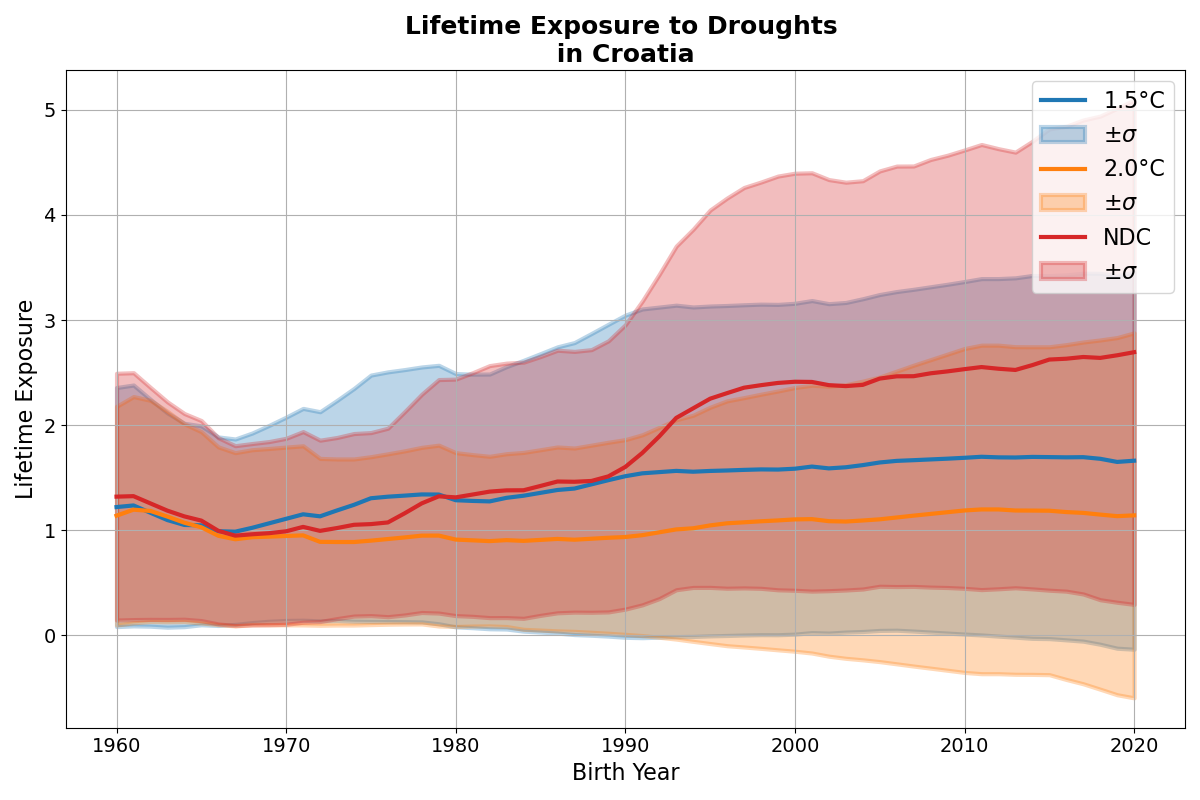 Lifetime Exposure to Droughts
in Croatia
Lifetime Exposure
5
4
3
2
1
0
1.5°C
±σ
2.0°C
±σ
NDC
±σ
1960 1970 1980 1990 2000 2010 2020
Birth Year